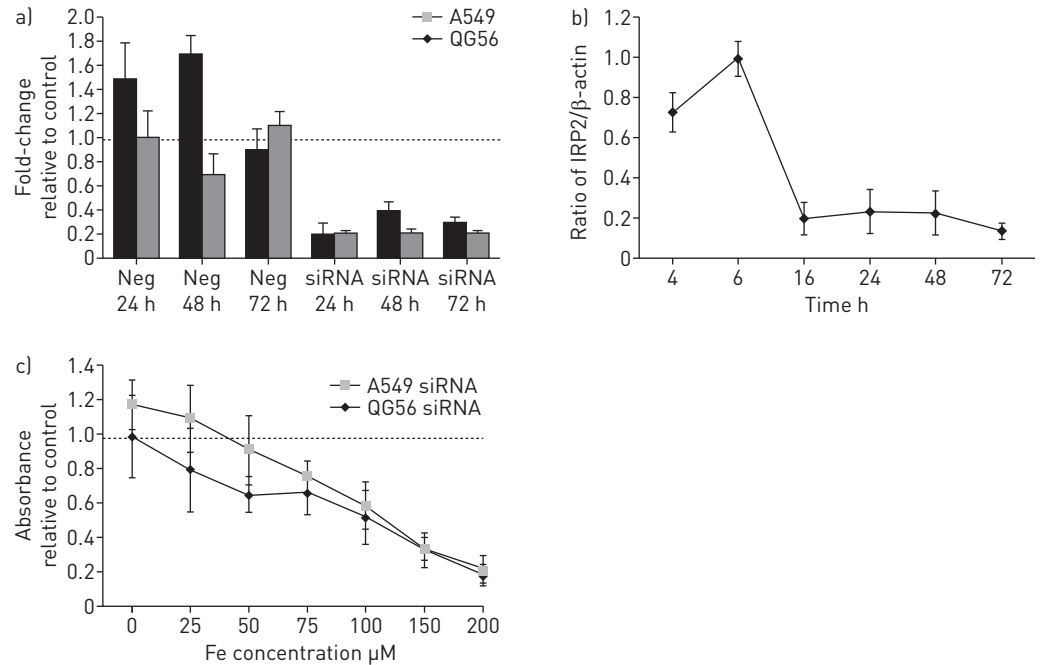 a)
2.0
1.8
1.6
1.4
1.2
1.0
0.8
0.6
0.4
0.2
0
Fold-change
relative to control
A549
QG56
Neg Neg Neg siRNA siRNA siRNA
24 h 48 h 72 h 24 h 48 h 72 h
b)
1.2
1.0
0.8
0.6
0.4
0.2
0
Ratio of IRP2/β-actin
4 6 16 24 48 72
Time h
c)
1.4
1.2
1.0
0.8
0.6
0.4
0.2
0
Absorbance
relative to control
A549 siRNA
QG56 siRNA
0 25 50 75 100 150 200
Fe concentration µM